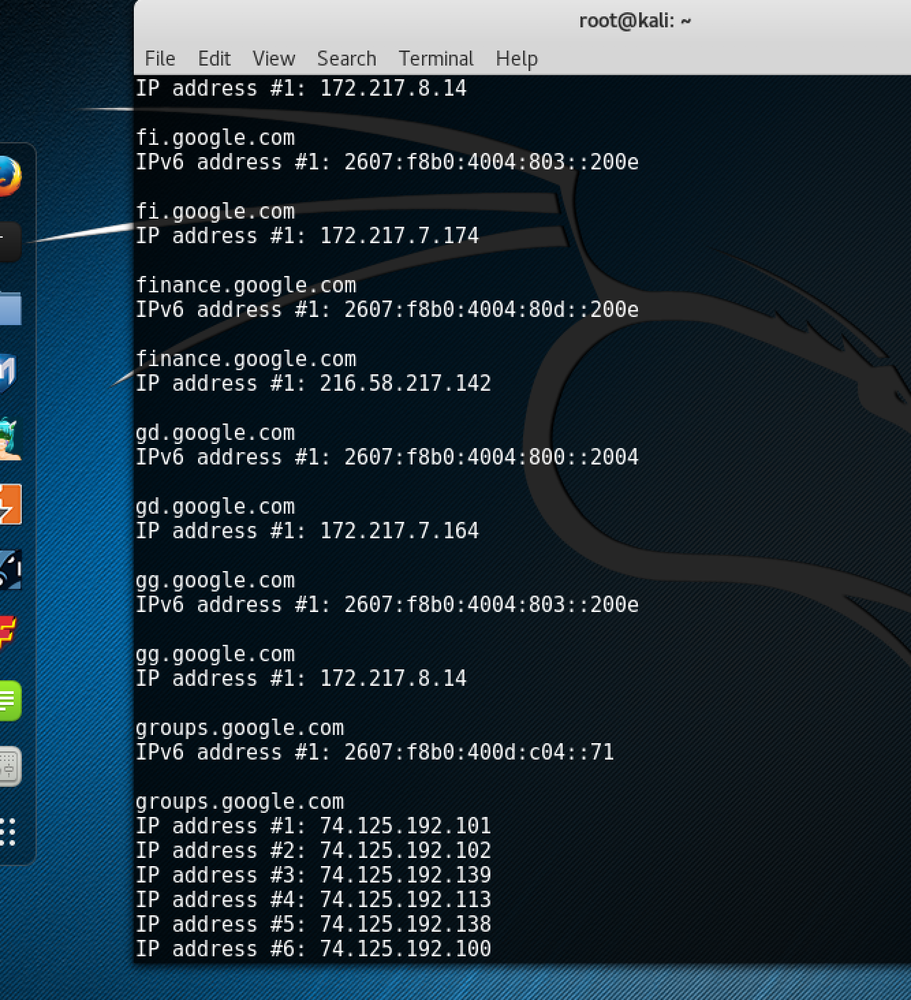 root@kali: ~
File Edit View Search Terminal Help
IP address #1: 172.217.8.14
fi.google.com
IPv6 address #1: 2607:f8b0:4004:803::200e
fi.google.com
IP address #1: 172.217.7.174
finance.google.com
IPv6 address #1: 2607:f8b0:4004:80d::200e
finance.google.com
IP address #1: 216.58.217.142
gd.google.com
IPv6 address #1: 2607:f8b0:4004:800::2004
gd.google.com
IP address #1: 172.217.7.164
gg.google.com
IPv6 address #1: 2607:f8b0:4004:803::200e
gg.google.com
IP address #1: 172.217.8.14
groups.google.com
IPv6 address #1: 2607:f8b0:400d:c04::71
groups.google.com
IP address #1: 74.125.192.101
IP address #2: 74.125.192.102
IP address #3: 74.125.192.139
IP address #4: 74.125.192.113
IP address #5: 74.125.192.138
IP address #6: 74.125.192.100